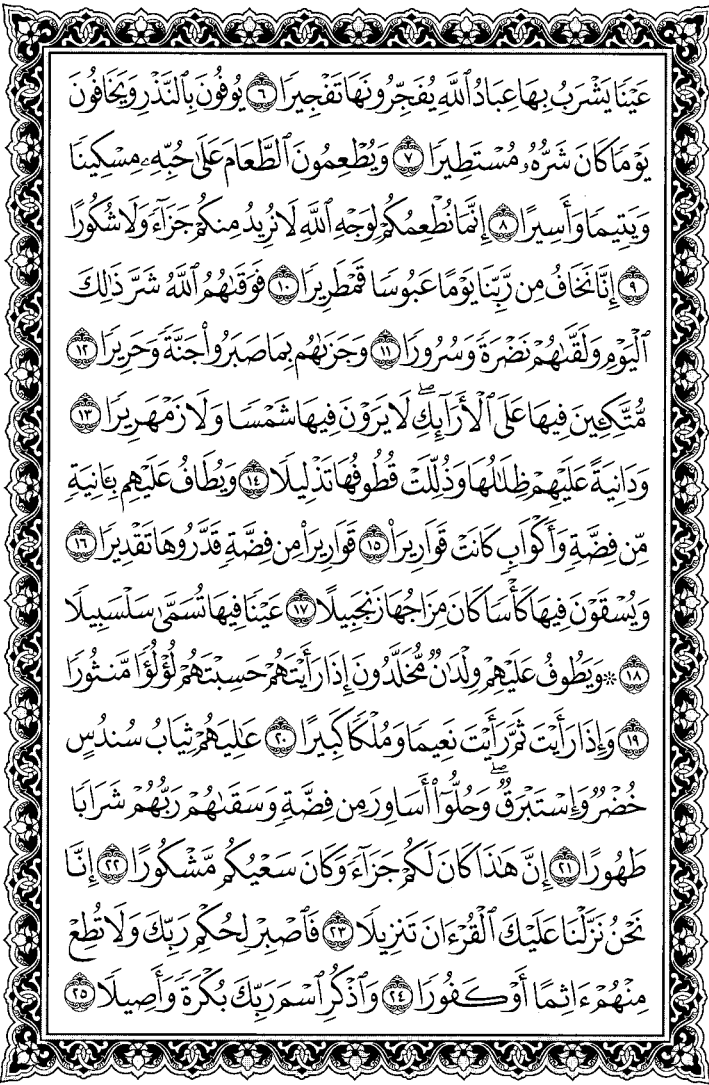 عَيْنًا يَشْرَبُ بِهَا عِبَادُ ٱللَّهِ يُفَجِّرُونَهَا تَفْجِيرًا ٦ يُوفُونَ بِٱلنَّذْرِ وَيَخَافُونَ
يَوْمًا كَانَ شَرُّهُۥ مُسْتَطِيرًا ٧ وَيُطْعِمُونَ ٱلطَّعَامَ عَلَىٰ حُبِّهِۦ مِسْكِينًا
وَيَتِيمًا وَأَسِيرًا ٨ إِنَّمَا نُطْعِمُكُمْ لِوَجْهِ ٱللَّهِ لَا نُرِيدُ مِنكُمْ جَزَآءً وَلَا شُكُورًا
٩ إِنَّا نَخَافُ مِن رَّبِّنَا يَوْمًا عَبُوسًا قَمْطَرِيرًا ١٠ فَوَقَىٰهُمُ ٱللَّهُ شَرَّ ذَٰلِكَ
ٱلْيَوْمِ وَلَقَّىٰهُمْ نَضْرَةً وَسُرُورًا ١١ وَجَزَىٰهُم بِمَا صَبَرُوا۟ جَنَّةً وَحَرِيرًا ١٢
مُّتَّكِـِٔينَ فِيهَا عَلَى ٱلْأَرَآئِكِ ۖ لَا يَرَوْنَ فِيهَا شَمْسًا وَلَا زَمْهَرِيرًا ١٣
وَدَانِيَةً عَلَيْهِمْ ظِلَٰلُهَا وَذُلِّلَتْ قُطُوفُهَا تَذْلِيلًا ١٤ وَيُطَافُ عَلَيْهِم بِـَٔانِيَةٍ
مِّن فِضَّةٍ وَأَكْوَابٍ كَانَتْ قَوَارِيرَا۠ ١٥ قَوَارِيرَا۟ مِن فِضَّةٍ قَدَّرُوهَا تَقْدِيرًا ١٦
وَيُسْقَوْنَ فِيهَا كَأْسًا كَانَ مِزَاجُهَا زَنجَبِيلًا ١٧ عَيْنًا فِيهَا تُسَمَّىٰ سَلْسَبِيلًا
١٨ ۞ وَيَطُوفُ عَلَيْهِمْ وِلْدَٰنٌ مُّخَلَّدُونَ إِذَا رَأَيْتَهُمْ حَسِبْتَهُمْ لُؤْلُؤًا مَّنثُورًا
١٩ وَإِذَا رَأَيْتَ ثَمَّ رَأَيْتَ نَعِيمًا وَمُلْكًا كَبِيرًا ٢٠ عَٰلِيَهُمْ ثِيَابُ سُندُسٍ
خُضْرٌ وَإِسْتَبْرَقٌ ۖ وَحُلُّوٓا۟ أَسَاوِرَ مِن فِضَّةٍ وَسَقَىٰهُمْ رَبُّهُمْ شَرَابًا
طَهُورًا ٢١ إِنَّ هَٰذَا كَانَ لَكُمْ جَزَآءً وَكَانَ سَعْيُكُم مَّشْكُورًا ٢٢ إِنَّا
نَحْنُ نَزَّلْنَا عَلَيْكَ ٱلْقُرْءَانَ تَنزِيلًا ٢٣ فَٱصْبِرْ لِحُكْمِ رَبِّكَ وَلَا تُطِعْ
مِنْهُمْ ءَاثِمًا أَوْ كَفُورًا ٢٤ وَٱذْكُرِ ٱسْمَ رَبِّكَ بُكْرَةً وَأَصِيلًا ٢٥